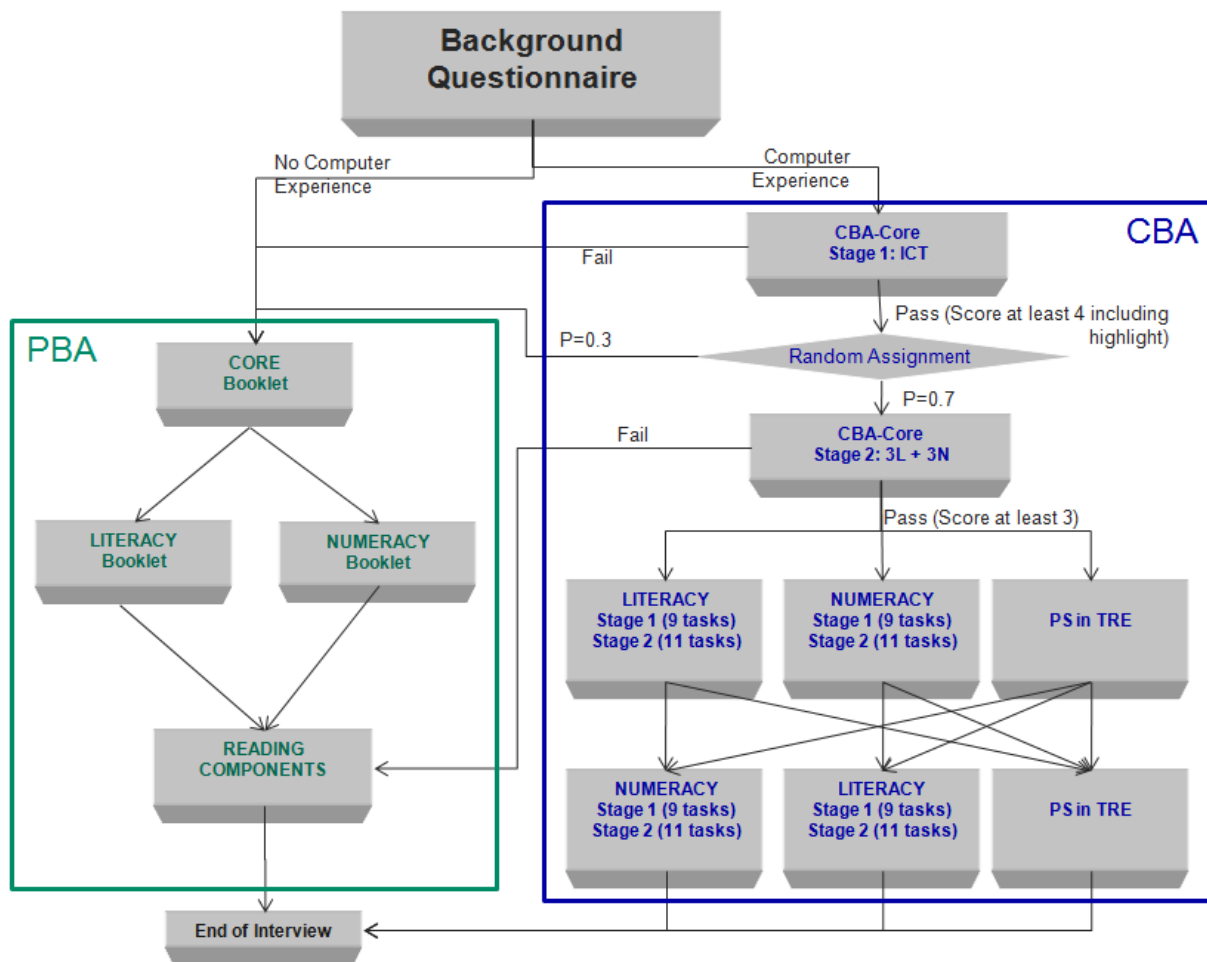 Background
Questionnaire
No Computer
Experience
Computer
Experience
CBA
CBA-Core
Stage 1: ICT
Fail
Pass (Score at least 4 including
highlight)
PBA
P=0.3
Random Assignment
CORE
Booklet
P=0.7
Fail
CBA-Core
Stage 2: 3L + 3N
Pass (Score at least 3)
LITERACY
Booklet
NUMERACY
Booklet
LITERACY
Stage 1 (9 tasks)
Stage 2 (11 tasks)
NUMERACY
Stage 1 (9 tasks)
Stage 2 (11 tasks)
PS in TRE
READING
COMPONENTS
NUMERACY
Stage 1 (9 tasks)
Stage 2 (11 tasks)
LITERACY
Stage 1 (9 tasks)
Stage 2 (11 tasks)
PS in TRE
End of Interview